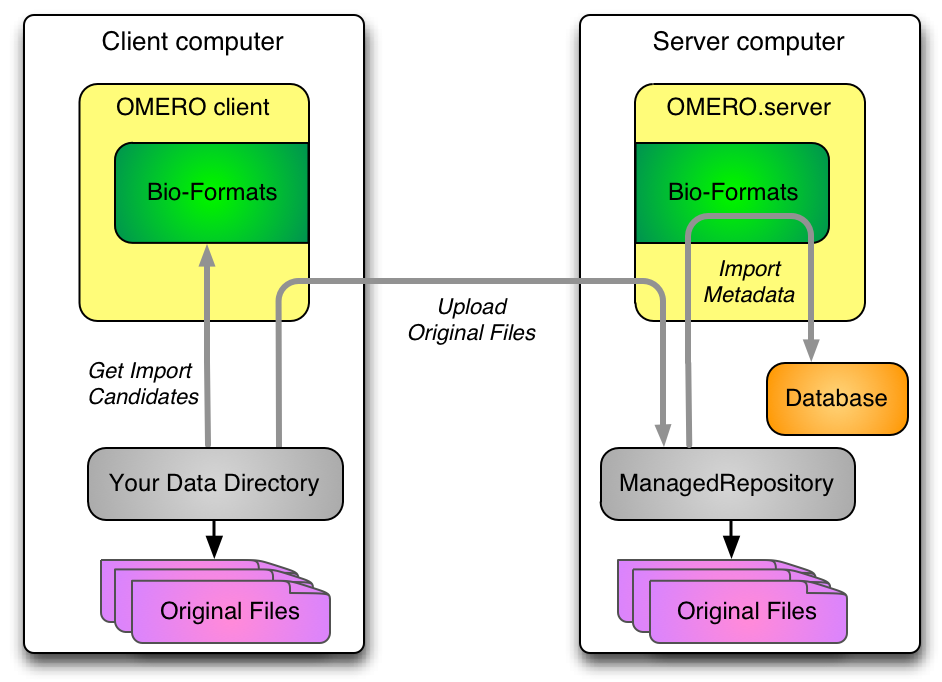 Client computer
OMERO client
Bio-Formats
Get Import
Candidates
Your Data Directory
Original Files
Upload
Original Files
Server computer
OMERO.server
Bio-Formats
Import
Metadata
Database
ManagedRepository
Original Files